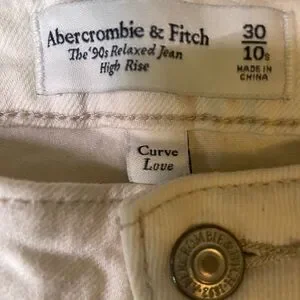 Abercrombie & Fitch
The '90s Relaxed Jean
High Rise
30
10s
MADE IN
CHINA
Curve
Love